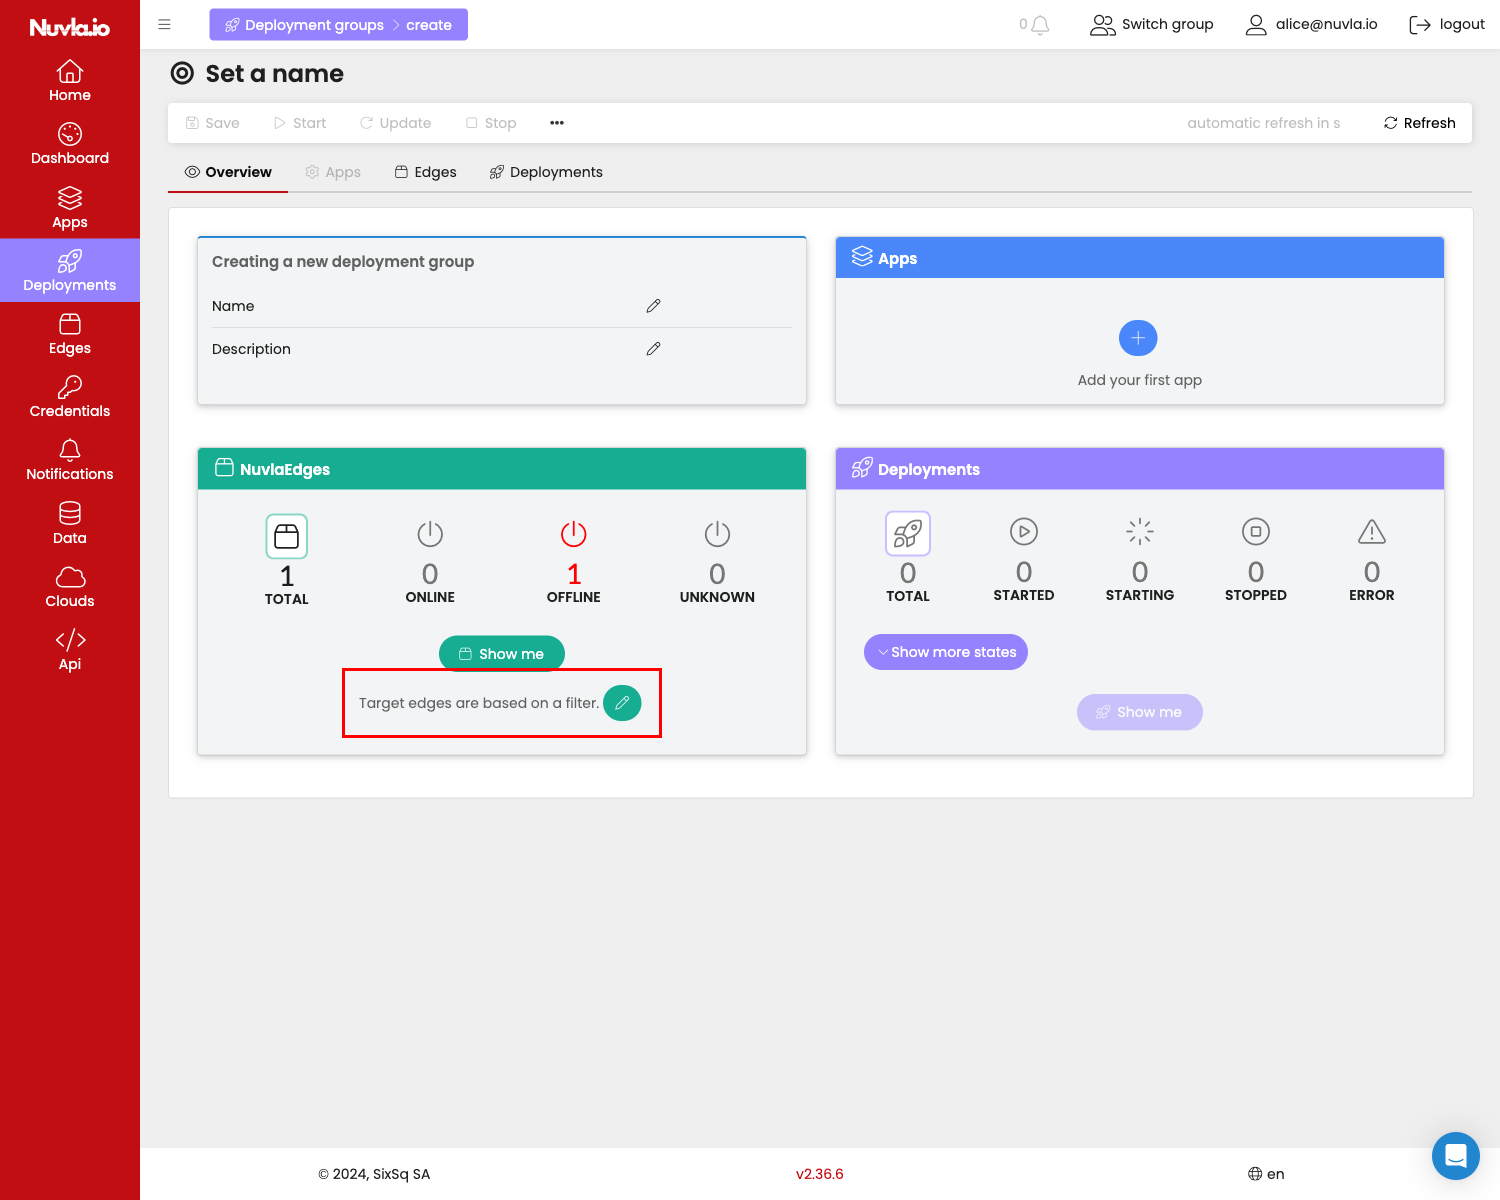 Nuvla.io
Deployment groups > create
0
Switch group
alice@nuvla.io
logout
Home
Dashboard
Apps
Deployments
Edges
Credentials
Notifications
Data
Clouds
Api
Set a name
Save
Start
Update
Stop
•••
automatic refresh in s
Refresh
Overview
Apps
Edges
Deployments
Creating a new deployment group
Name
Description
Apps
Add your first app
NuvlaEdges
1
TOTAL
0
ONLINE
1
OFFLINE
0
UNKNOWN
Show me
Target edges are based on a filter.
Deployments
0
TOTAL
0
STARTED
0
STARTING
0
STOPPED
0
ERROR
Show more states
Show me
© 2024, SixSq SA
v2.36.6
en